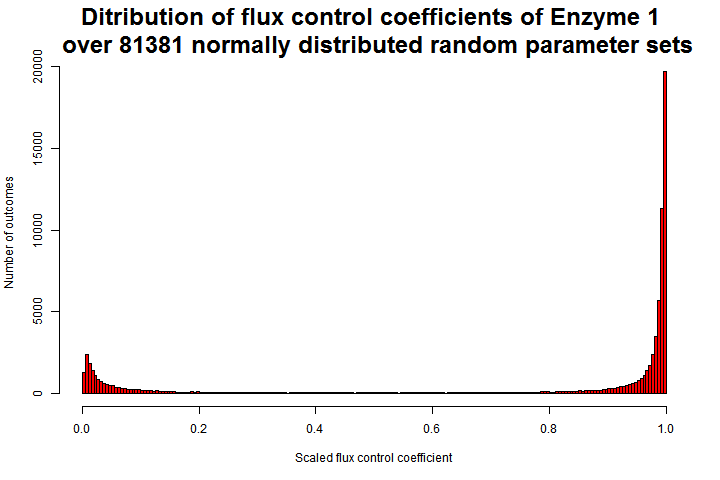 Ditribution of flux control coefficients of Enzyme 1
over 81381 normally distributed random parameter sets
20000
15000
10000
5000
0
Number of outcomes
0.0 0.2 0.4 0.6 0.8 1.0
Scaled flux control coefficient